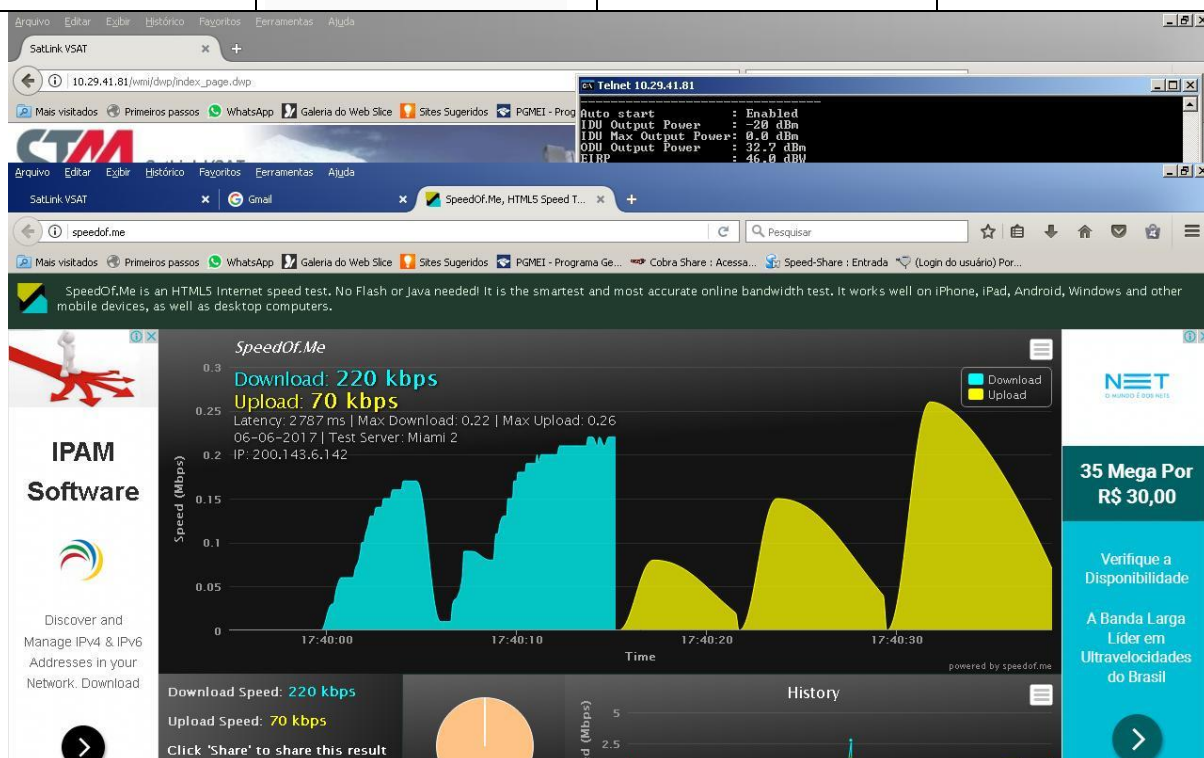 Arquivo Editar Exibir Histórico Favoritos Ferramentas Ajuda
SatLink VSAT
10.29.41.81/wmi/dwp/index_page.dwp
Mais visitados Primeiros passos WhatsApp Galeria do Web Slice Sites Sugeridos PGMEI - Prog
STM
Telnet 10.29.41.81
Auto start : Enabled
IDU Output Power : -20 dBm
IDU Max Output Power: 0.0 dBm
ODU Output Power : 32.7 dBm
EIRP : 46.0 dBW
Arquivo Editar Exibir Histórico Favoritos Ferramentas Ajuda
SatLink VSAT Gmail SpeedOf.Me, HTML5 Speed T...
speedof.me Pesquisar
Mais visitados Primeiros passos WhatsApp Galeria do Web Slice Sites Sugeridos PGMEI - Programa Ge... Cobra Share : Acessa... Speed-Share : Entrada (Login do usuário) Por...
SpeedOf.Me is an HTML5 Internet speed test. No Flash or Java needed! It is the smartest and most accurate online bandwidth test. It works well on iPhone, iPad, Android, Windows and other
mobile devices, as well as desktop computers.
IPAM
Software
Discover and
Manage IPv4 & IPv6
Addresses in your
Network. Download
SpeedOf.Me
Download: 220 kbps
Upload: 70 kbps
Latency: 2787 ms | Max Download: 0.22 | Max Upload: 0.26
06-06-2017 | Test Server: Miami 2
IP: 200.143.6.142
Download
Upload
Speed (Mbps)
0.3
0.25
0.2
0.15
0.1
0.05
0
17:40:00 17:40:10 17:40:20 17:40:30
Time
powered by speedof.me
Download Speed: 220 kbps
Upload Speed: 70 kbps
Click 'Share' to share this result
History
5
2.5
d (Mbps)
NET
O MUNDO É DOS NETS
35 Mega Por
R$ 30,00
Verifique a
Disponibilidade
A Banda Larga
Líder em
Ultravelocidades
do Brasil